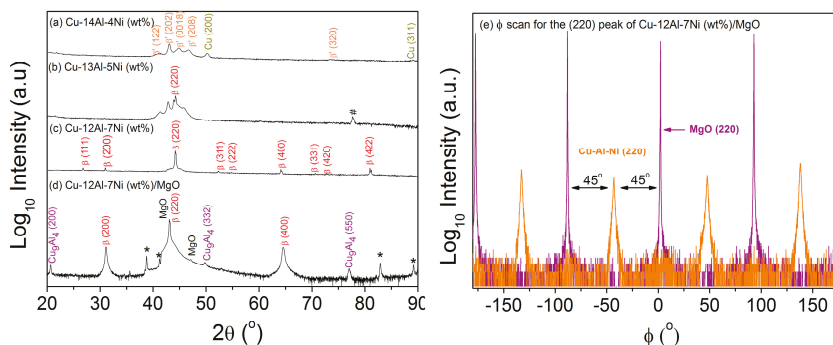 (a) Cu-14Al-4Ni (wt%)
β' (122)
β' (202)
β' (0018)
β' (208)
Cu (200)
β' (320)
Cu (311)
(b) Cu-13Al-5Ni (wt%)
β (220)
#
(c) Cu-12Al-7Ni (wt%)
β (111)
β (200)
β (220)
β (311)
β (222)
β (400)
β (331)
β (420)
β (422)
(d) Cu-12Al-7Ni (wt%)/MgO
Cu9Al4 (200)
β (200)
*
*
MgO
β (220)
MgO
Cu9Al4 (332)
β (400)
Cu9Al4 (550)
*
*
Log10 Intensity (a.u)
20 30 40 50 60 70 80 90
2θ (°)
(e) ϕ scan for the (220) peak of Cu-12Al-7Ni (wt%)/MgO
MgO (220)
Cu-Al-Ni (220)
45° 45°
Log10 Intensity (a.u.)
-150 -100 -50 0 50 100 150
ϕ (°)